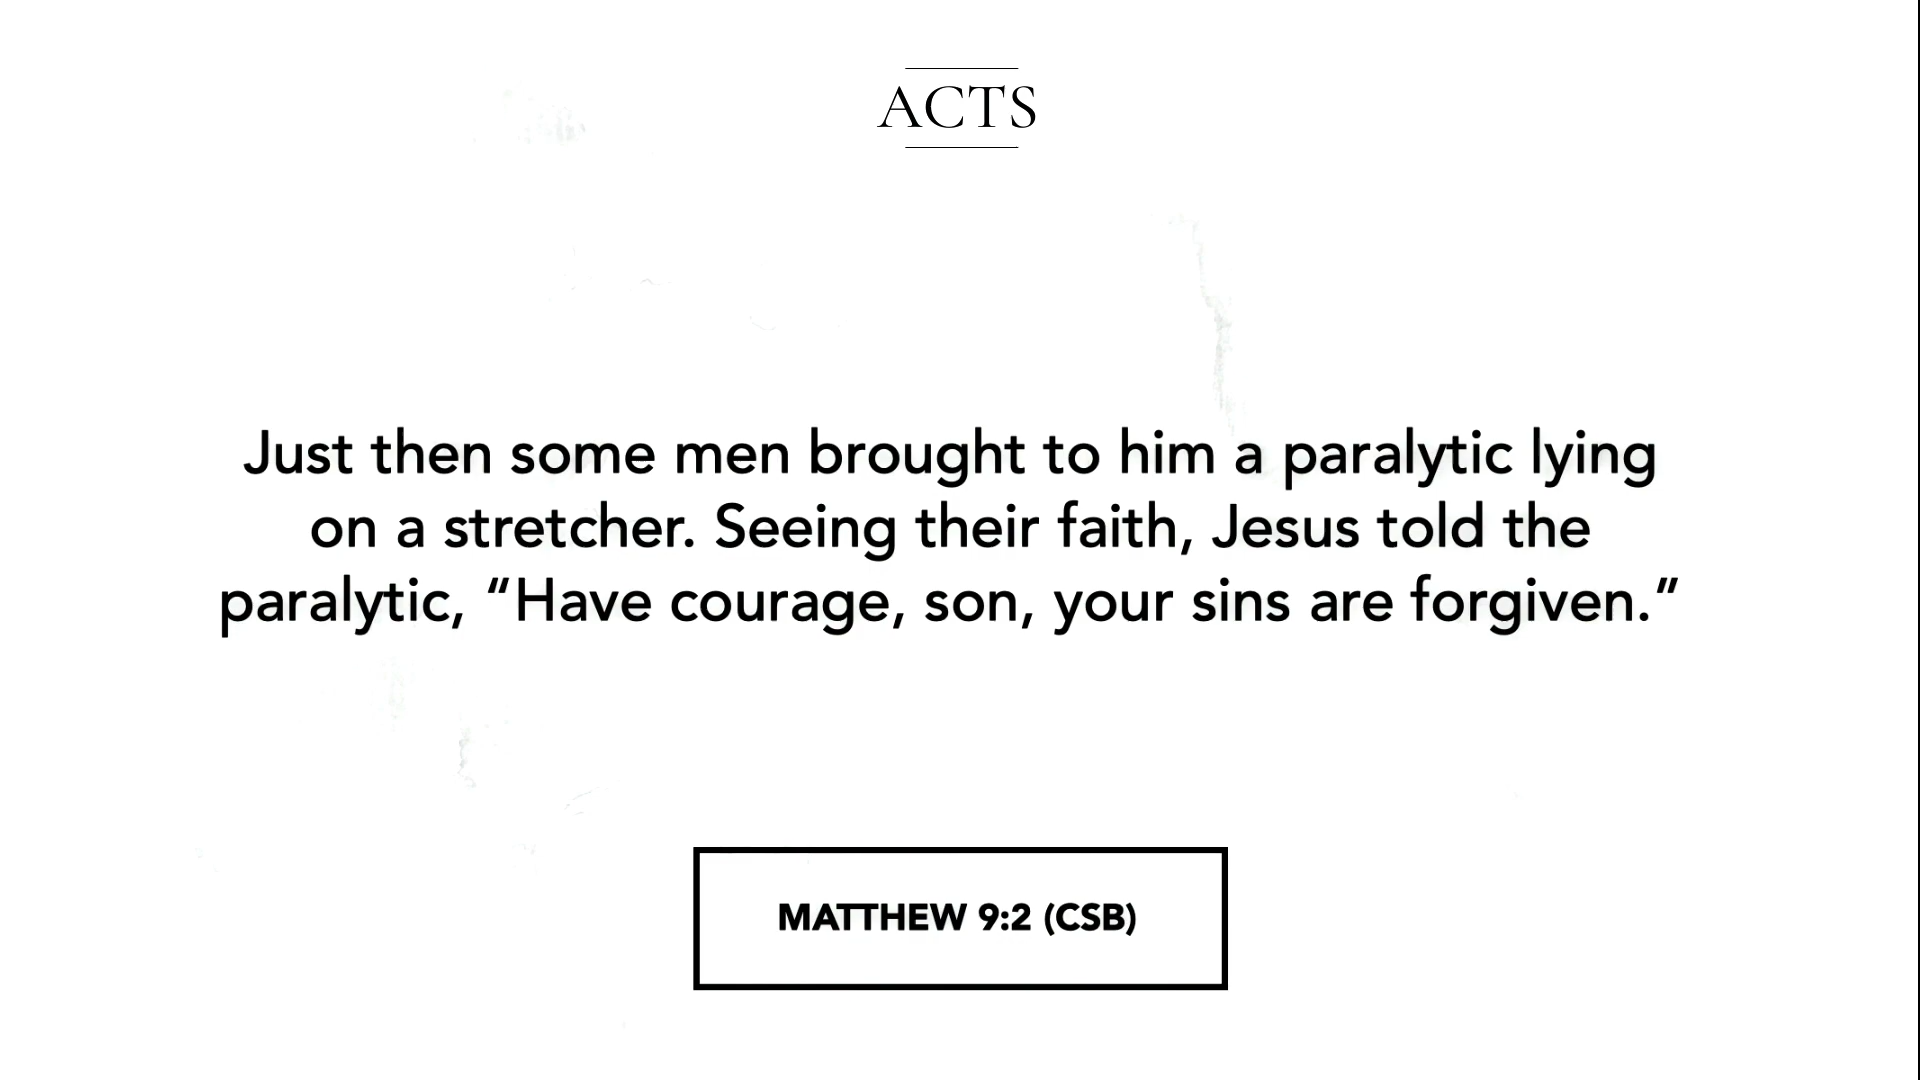 ACTS
Just then some men brought to him a paralytic lying
on a stretcher. Seeing their faith, Jesus told the
paralytic, “Have courage, son, your sins are forgiven.”
MATTHEW 9:2 (CSB)